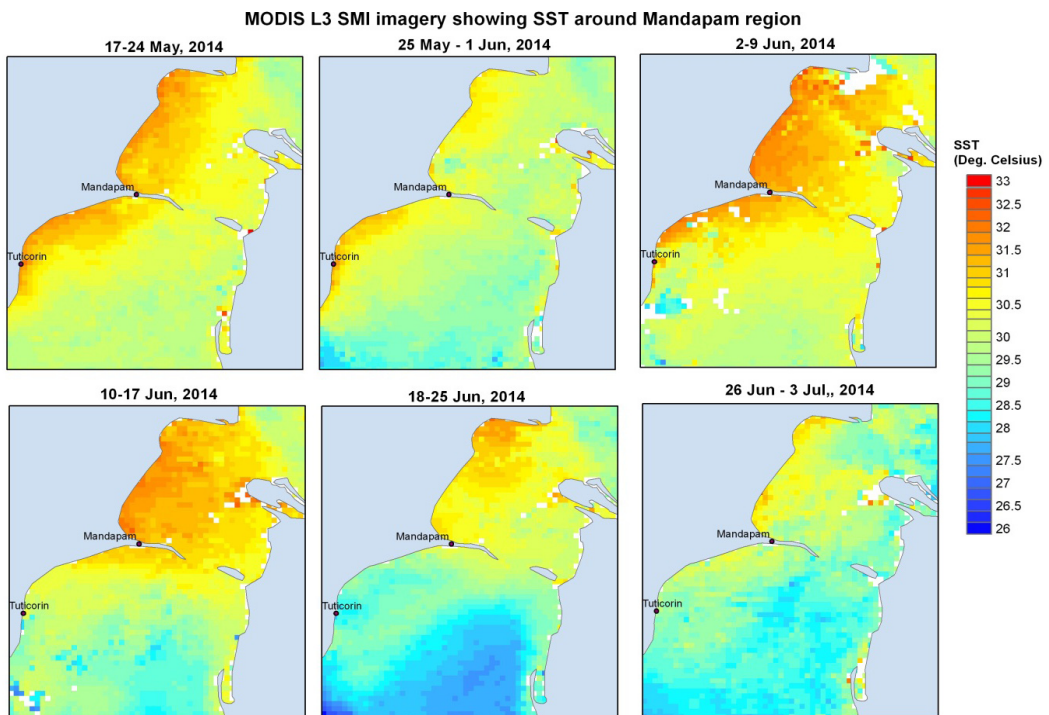 MODIS L3 SMI imagery showing SST around Mandapam region
17-24 May, 2014
25 May - 1 Jun, 2014
2-9 Jun, 2014
Mandapam
Tuticorin
Mandapam
Tuticorin
Mandapam
Tuticorin
10-17 Jun, 2014
18-25 Jun, 2014
26 Jun - 3 Jul,, 2014
Mandapam
Tuticorin
Mandapam
Tuticorin
Mandapam
Tuticorin
SST
(Deg. Celsius)
33
32.5
32
31.5
31
30.5
30
29.5
29
28.5
28
27.5
27
26.5
26